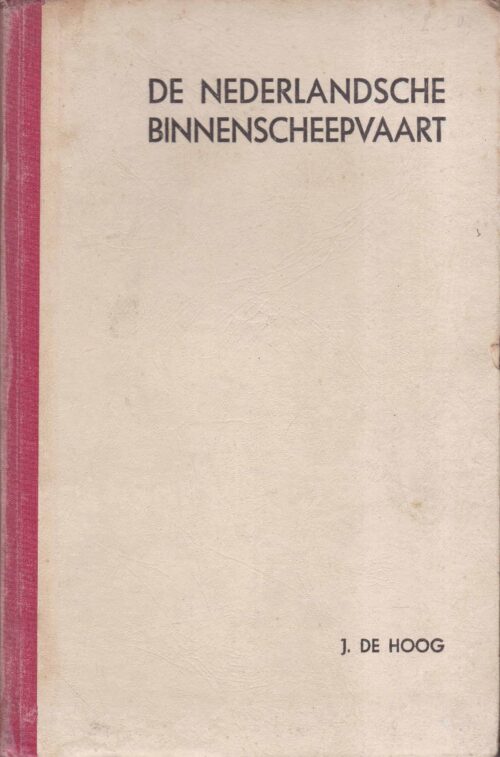 DE NEDERLANDSCHE
BINNENSCHEEPVAART
J. DE HOOG